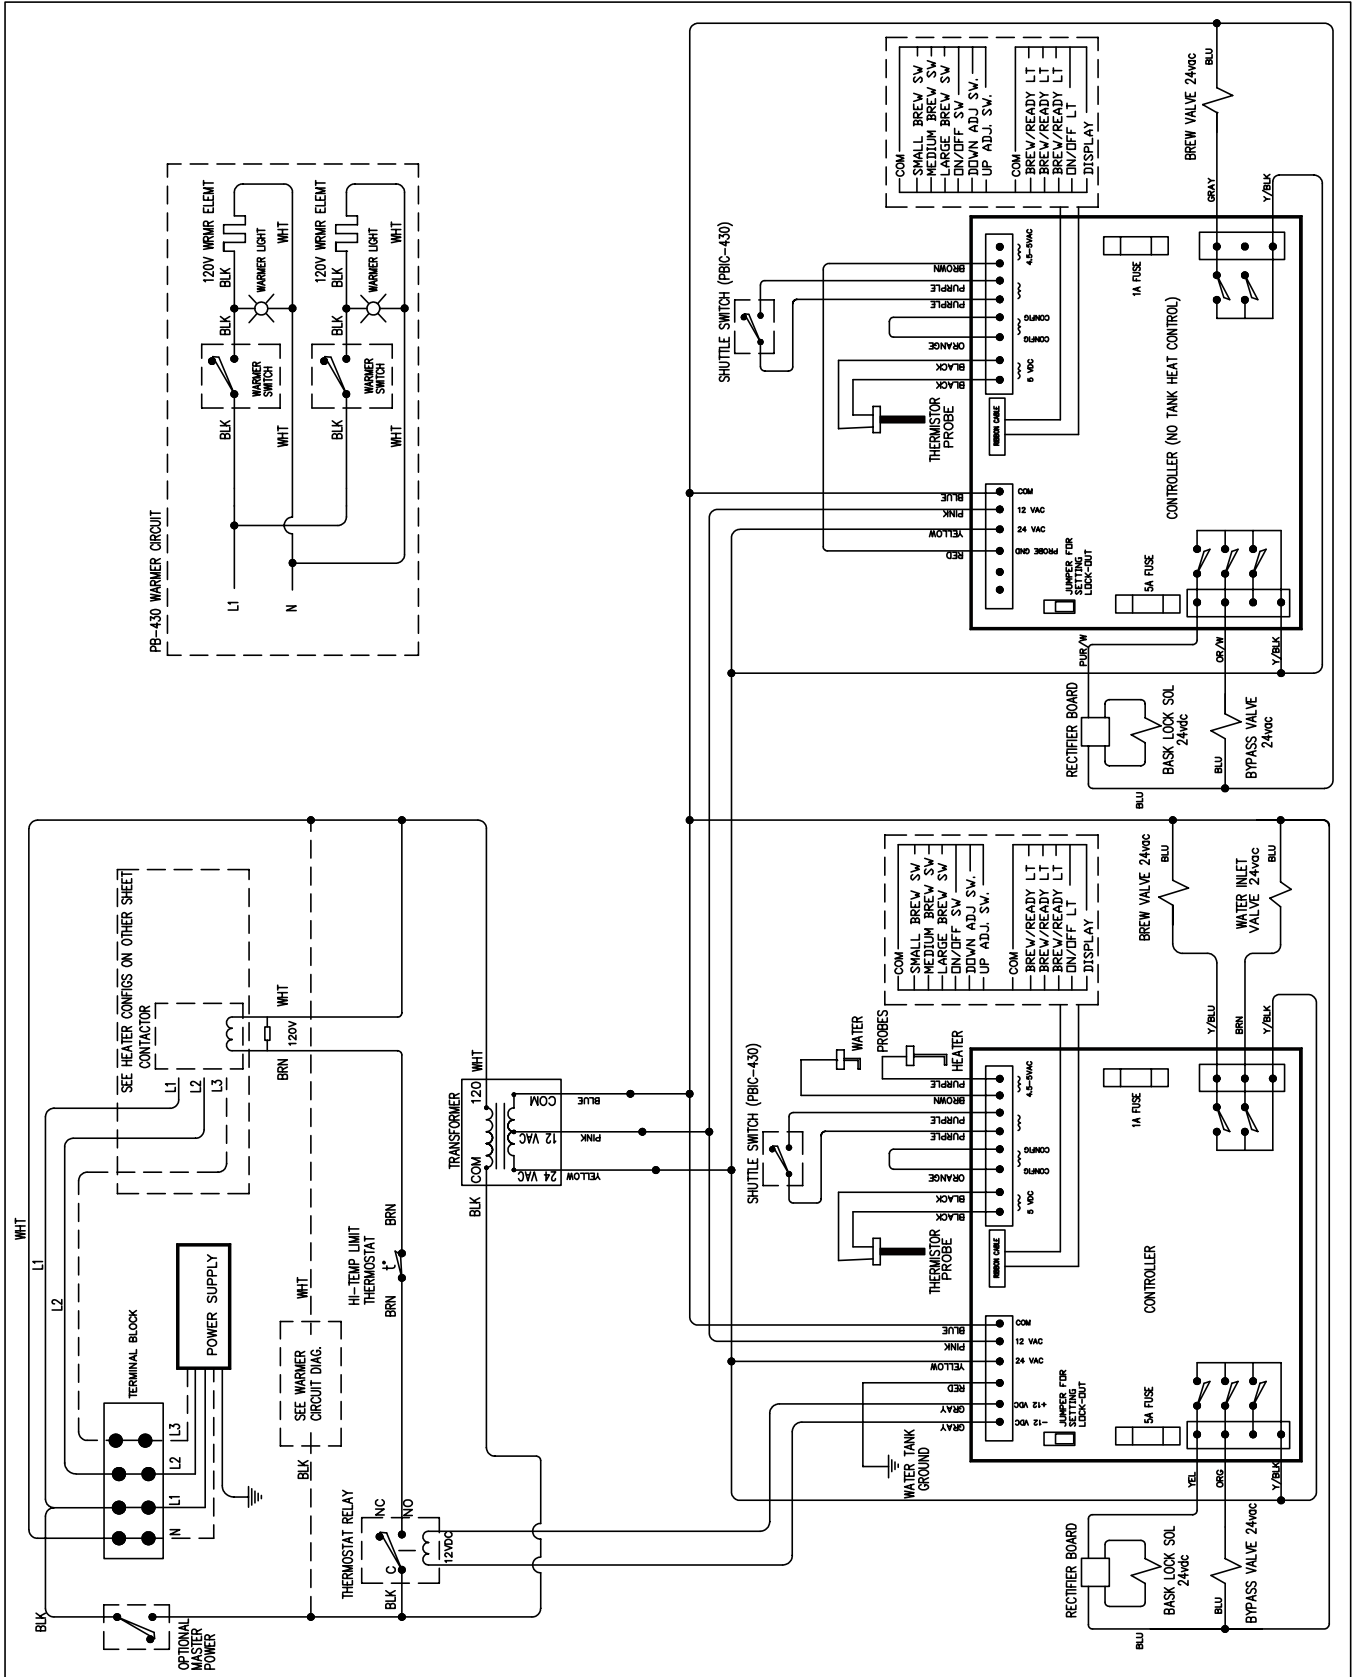 PB-430 WARMER CIRCUIT
L1
N
BLK
WHT
WARMER
SWITCH
BLK
BLK
120V WRMR ELEMT
WARMER LIGHT
WHT
BLK
WHT
WARMER
SWITCH
BLK
BLK
120V WRMR ELEMT
WARMER LIGHT
WHT
SEE HEATER CONFIGS ON OTHER SHEET
CONTACTOR
L1
L2
L3
120V
WHT
BRN
WHT
L1
L2
TERMINAL BLOCK
N
L1
L2
L3
POWER SUPPLY
BLK
OPTIONAL
MASTER
POWER
SEE WARMER
CIRCUIT DIAG.
WHT
BLK
HI-TEMP LIMIT
THERMOSTAT
t°
BRN
BRN
THERMOSTAT RELAY
NC
NO
C
BLK
12VDC
TRANSFORMER
120
WHT
COM
BLK
COM
12 VAC
24 VAC
BLUE
PINK
YELLOW
SHUTTLE SWITCH (PBIC-430)
COM
SMALL BREW SW
MEDIUM BREW SW
LARGE BREW SW
ON/OFF SW
DOWN ADJ SW.
UP ADJ. SW.
COM
BREW/READY LT
BREW/READY LT
BREW/READY LT
ON/OFF LT
DISPLAY
BREW VALVE 24vac
BLU
GRAY
Y/BLK
BROWN
PURPLE
PURPLE
ORANGE
BLACK
BLACK
4.5-5VAC
CONFIG
CONFIG
5 VDC
RIBBON CABLE
THERMISTOR
PROBE
1A FUSE
CONTROLLER (NO TANK HEAT CONTROL)
BLUE
PINK
YELLOW
RED
COM
12 VAC
24 VAC
PROBE GND
JUMPER FOR
SETTING
LOCK-OUT
5A FUSE
PUR/W
OR/W
Y/BLK
RECTIFIER BOARD
BASK LOCK SOL
24vdc
BYPASS VALVE
24vac
BLU
BLU
SHUTTLE SWITCH (PBIC-430)
WATER
PROBES
HEATER
COM
SMALL BREW SW
MEDIUM BREW SW
LARGE BREW SW
ON/OFF SW
DOWN ADJ SW.
UP ADJ. SW.
COM
BREW/READY LT
BREW/READY LT
BREW/READY LT
ON/OFF LT
DISPLAY
BREW VALVE 24vac
BLU
WATER INLET
VALVE 24vac
BLU
Y/BLU
BRN
Y/BLK
PURPLE
BROWN
PURPLE
PURPLE
ORANGE
BLACK
BLACK
4.5-5VAC
CONFIG
CONFIG
5 VDC
RIBBON CABLE
THERMISTOR
PROBE
1A FUSE
CONTROLLER
BLUE
PINK
YELLOW
RED
GRAY
GRAY
COM
12 VAC
24 VAC
+12 VDC
-12 VDC
JUMPER FOR
SETTING
LOCK-OUT
5A FUSE
WATER TANK
GROUND
YEL
ORG
Y/BLK
RECTIFIER BOARD
BASK LOCK SOL
24vdc
BYPASS VALVE 24vac
BLU
BLU